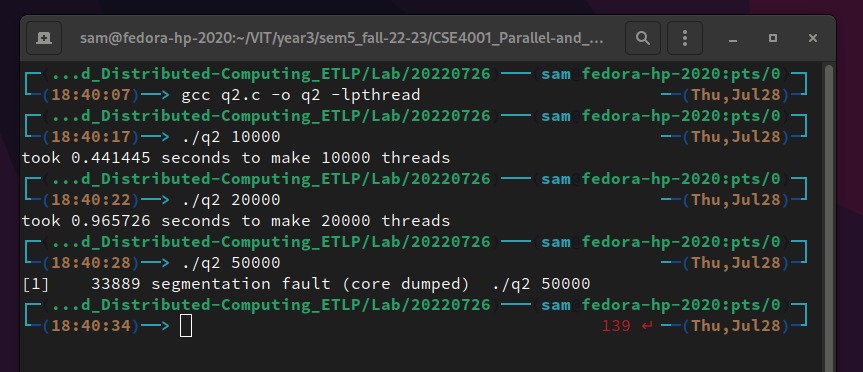 sam@fedora-hp-2020:~/VIT/year3/sem5_fall-22-23/CSE4001_Parallel-and_...
...d_Distributed-Computing_ETLP/Lab/20220726 sam fedora-hp-2020:pts/0
(18:40:07) gcc q2.c -o q2 -lpthread (Thu,Jul28)
...d_Distributed-Computing_ETLP/Lab/20220726 sam fedora-hp-2020:pts/0
(18:40:17) ./q2 10000 (Thu,Jul28)
took 0.441445 seconds to make 10000 threads
...d_Distributed-Computing_ETLP/Lab/20220726 sam fedora-hp-2020:pts/0
(18:40:22) ./q2 20000 (Thu,Jul28)
took 0.965726 seconds to make 20000 threads
...d_Distributed-Computing_ETLP/Lab/20220726 sam fedora-hp-2020:pts/0
(18:40:28) ./q2 50000 (Thu,Jul28)
[1]    33889 segmentation fault (core dumped)  ./q2 50000
...d_Distributed-Computing_ETLP/Lab/20220726 sam fedora-hp-2020:pts/0
(18:40:34) 139 ↵ (Thu,Jul28)